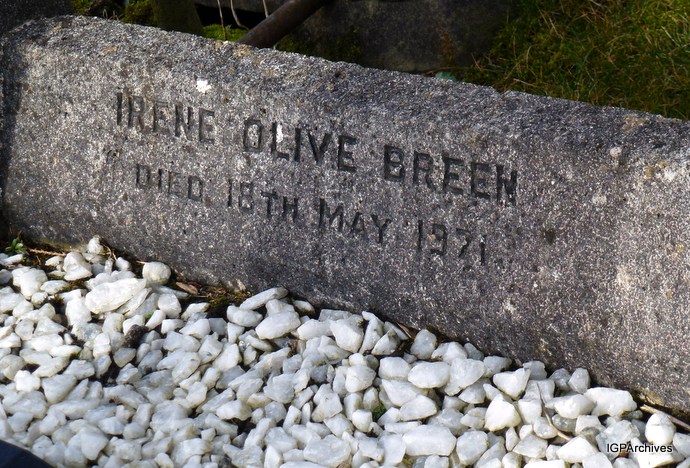 IRENE OLIVE BREEN
DIED 18TH MAY 1971
IGPArchives